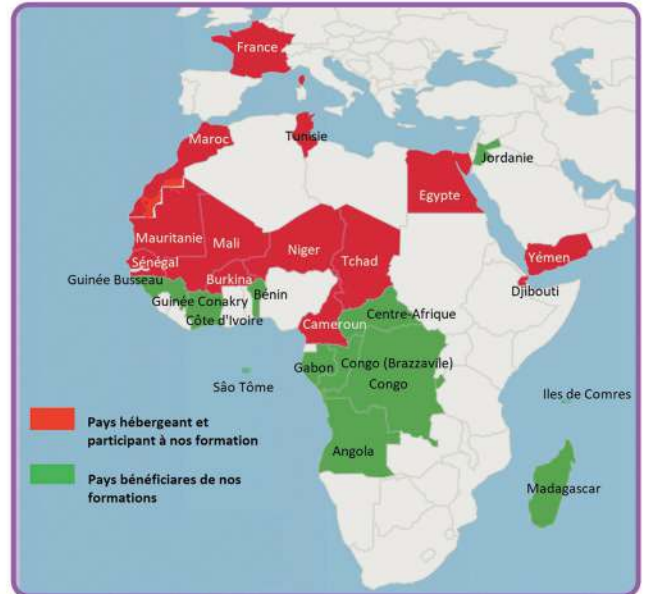 France
Maroc
Tunisie
Jordanie
Egypte
Mauritanie
Mali
Niger
Tchad
Yémen
Sénégal
Burkina
Guinée Busseau
Bénin
Djibouti
Guinée Conakry
Côte d'Ivoire
Centre-Afrique
Cameroun
Gabon
Congo (Brazzavile)
Congo
Sâo Tôme
Iles de Comres
Pays hébergeant et
participant à nos formation
Angola
Pays bénéficiares de nos
formations
Madagascar